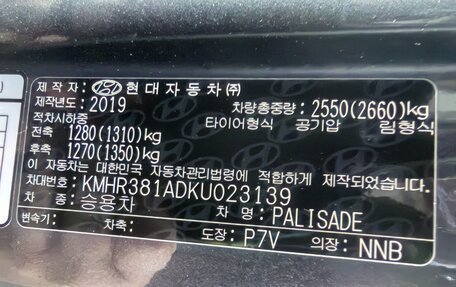 제 작 자 : 현대자동차(주)
제작년도 : 2019 차량총중량: 2550(2660)kg
적차시하중 타이어형식 공기압 림형식
전축 1280(1310)kg
후축 1270(1350)kg
이 자동차는 대한민국 자동차관리법령에 적합하게 제작되었습니다.
차대번호: KMHR381ADKU023139
차 종: 승용차 차 명: PALISADE
변속기: 차축: 도장: P7V 의장: NNB